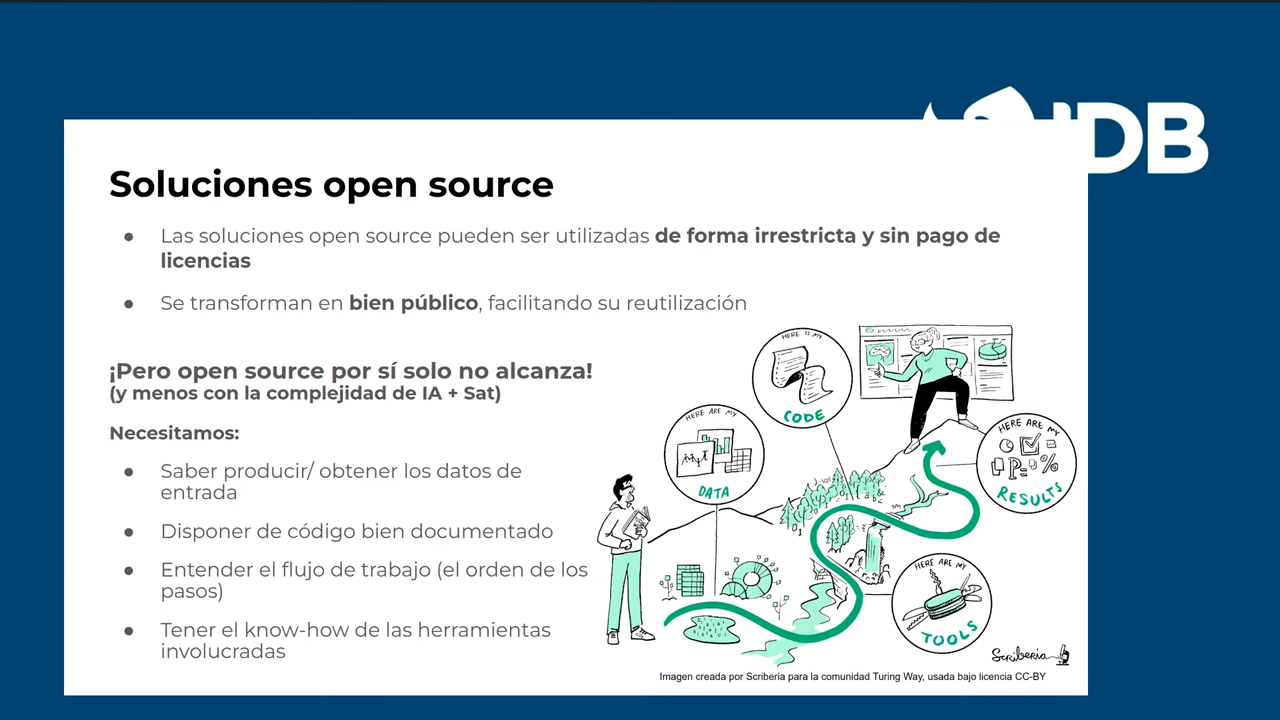 IDB
Soluciones open source
● Las soluciones open source pueden ser utilizadas de forma irrestricta y sin pago de
licencias
● Se transforman en bien público, facilitando su reutilización
¡Pero open source por sí solo no alcanza!
(y menos con la complejidad de IA + Sat)
Necesitamos:
● Saber producir/ obtener los datos de
entrada
● Disponer de código bien documentado
● Entender el flujo de trabajo (el orden de los
pasos)
● Tener el know-how de las herramientas
involucradas
HERE IS MY
CODE
HERE ARE MY
DATA
HERE ARE MY
RESULTS
HERE ARE MY
TOOLS
Scriberia
Imagen creada por Scriberia para la comunidad Turing Way, usada bajo licencia CC-BY